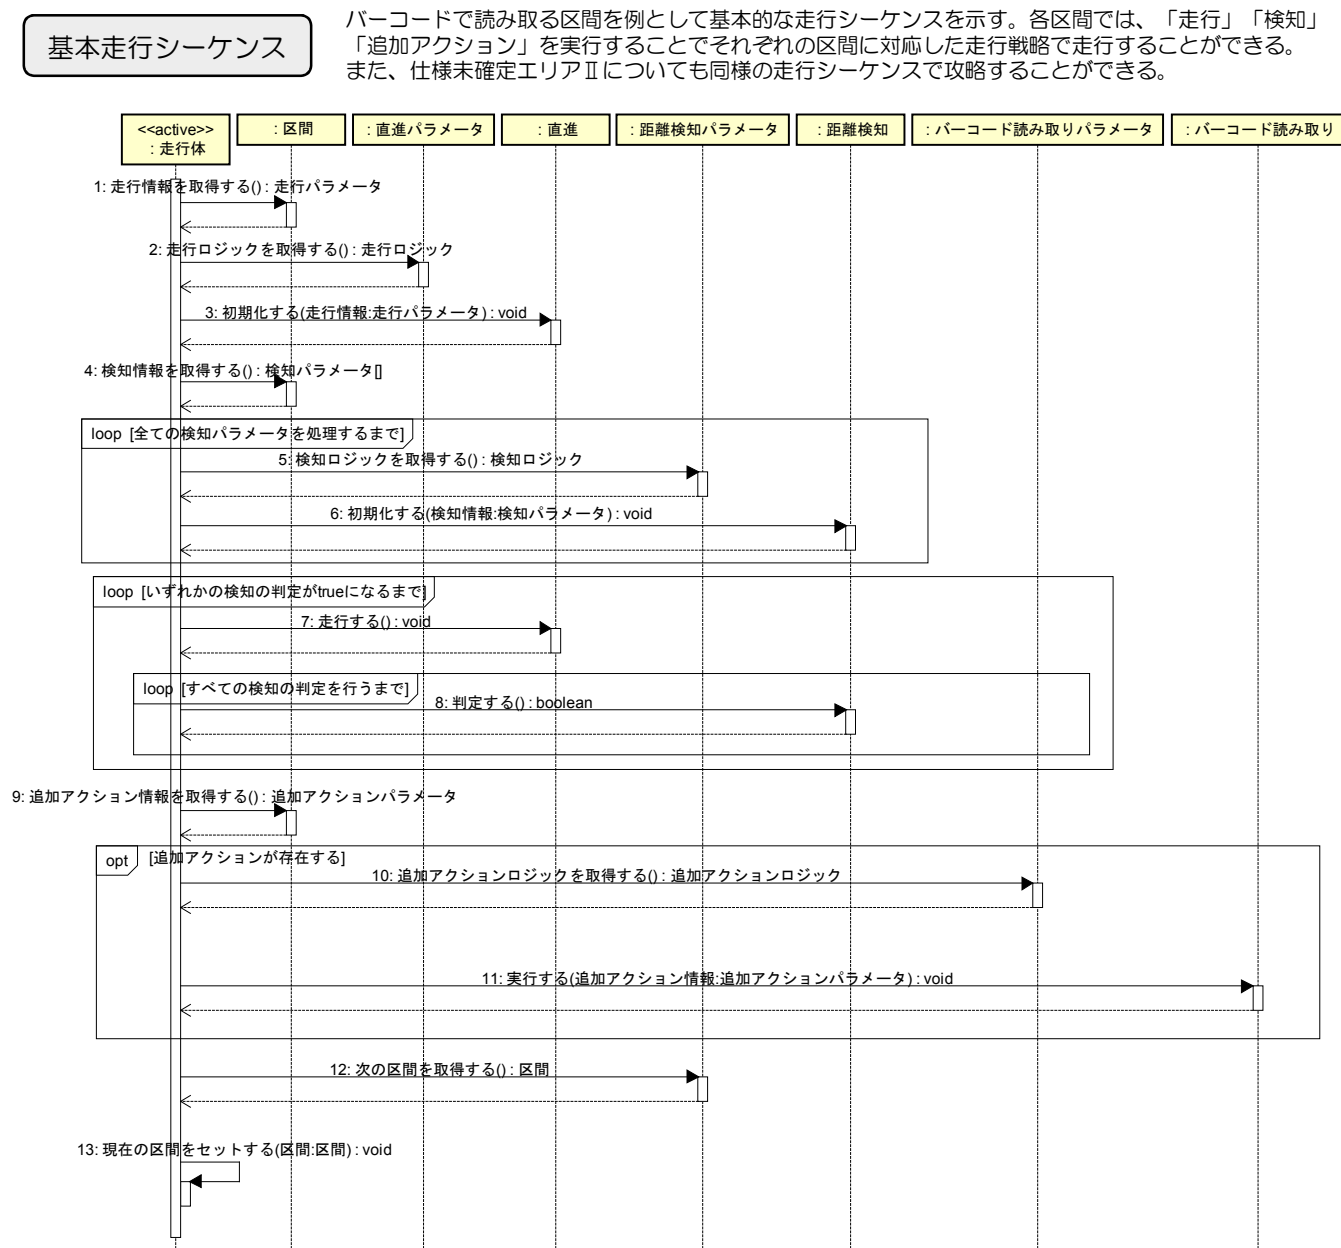 基本走行シーケンス
バーコードで読み取る区間を例として基本的な走行シーケンスを示す。各区間では、「走行」「検知」
「追加アクション」を実行することでそれぞれの区間に対応した走行戦略で走行することができる。
また、仕様未確定エリアⅡについても同様の走行シーケンスで攻略することができる。
<<active>>
: 走行体
: 区間
: 直進パラメータ
: 直進
: 距離検知パラメータ
: 距離検知
: バーコード読み取りパラメータ
: バーコード読み取り
1: 走行情報を取得する() : 走行パラメータ
2: 走行ロジックを取得する() : 走行ロジック
3: 初期化する(走行情報:走行パラメータ) : void
4: 検知情報を取得する() : 検知パラメータ[]
loop [全ての検知パラメータを処理するまで]
5: 検知ロジックを取得する() : 検知ロジック
6: 初期化する(検知情報:検知パラメータ) : void
loop [いずれかの検知の判定がtrueになるまで]
7: 走行する() : void
loop [すべての検知の判定を行うまで]
8: 判定する() : boolean
9: 追加アクション情報を取得する() : 追加アクションパラメータ
opt [追加アクションが存在する]
10: 追加アクションロジックを取得する() : 追加アクションロジック
11: 実行する(追加アクション情報:追加アクションパラメータ) : void
12: 次の区間を取得する() : 区間
13: 現在の区間をセットする(区間:区間) : void